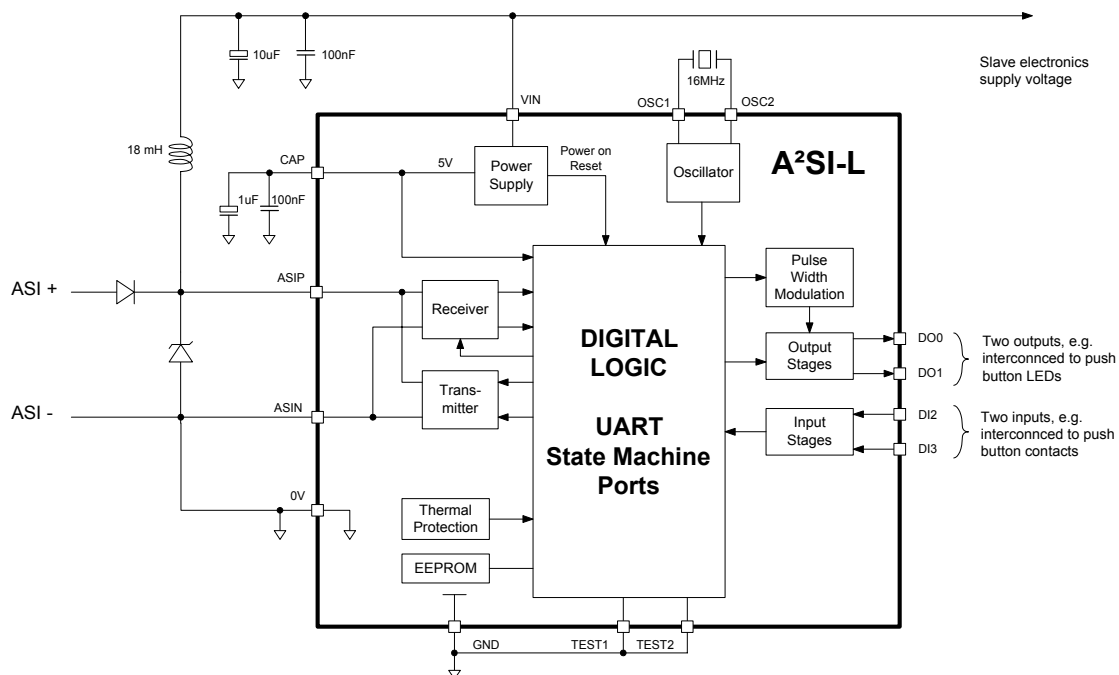 10uF
100nF
16MHz
Slave electronics
supply voltage
VIN
OSC1
OSC2
18 mH
CAP
5V
Power
Supply
Power on
Reset
Oscillator
A²SI-L
1uF
100nF
ASI +
ASIP
Receiver
Pulse
Width
Modulation
DIGITAL
LOGIC
Output
Stages
DO0
DO1
Two outputs, e.g.
interconnced to push
button LEDs
Trans-
mitter
ASI -
ASIN
UART
State Machine
Ports
Input
Stages
DI2
DI3
Two inputs, e.g.
interconnced to push
button contacts
0V
Thermal
Protection
EEPROM
GND
TEST1
TEST2